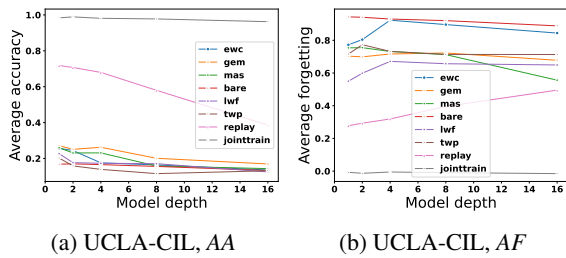 1.0
0.8
0.6
0.4
0.2
Average accuracy
ewc
gem
mas
bare
lwf
twp
replay
jointtrain
0 2 4 6 8 10 12 14 16
Model depth
0.8
0.6
0.4
0.2
0.0
Average forgetting
ewc
gem
mas
bare
lwf
twp
replay
jointtrain
0 2 4 6 8 10 12 14 16
Model depth
(a) UCLA-CIL, AA
(b) UCLA-CIL, AF